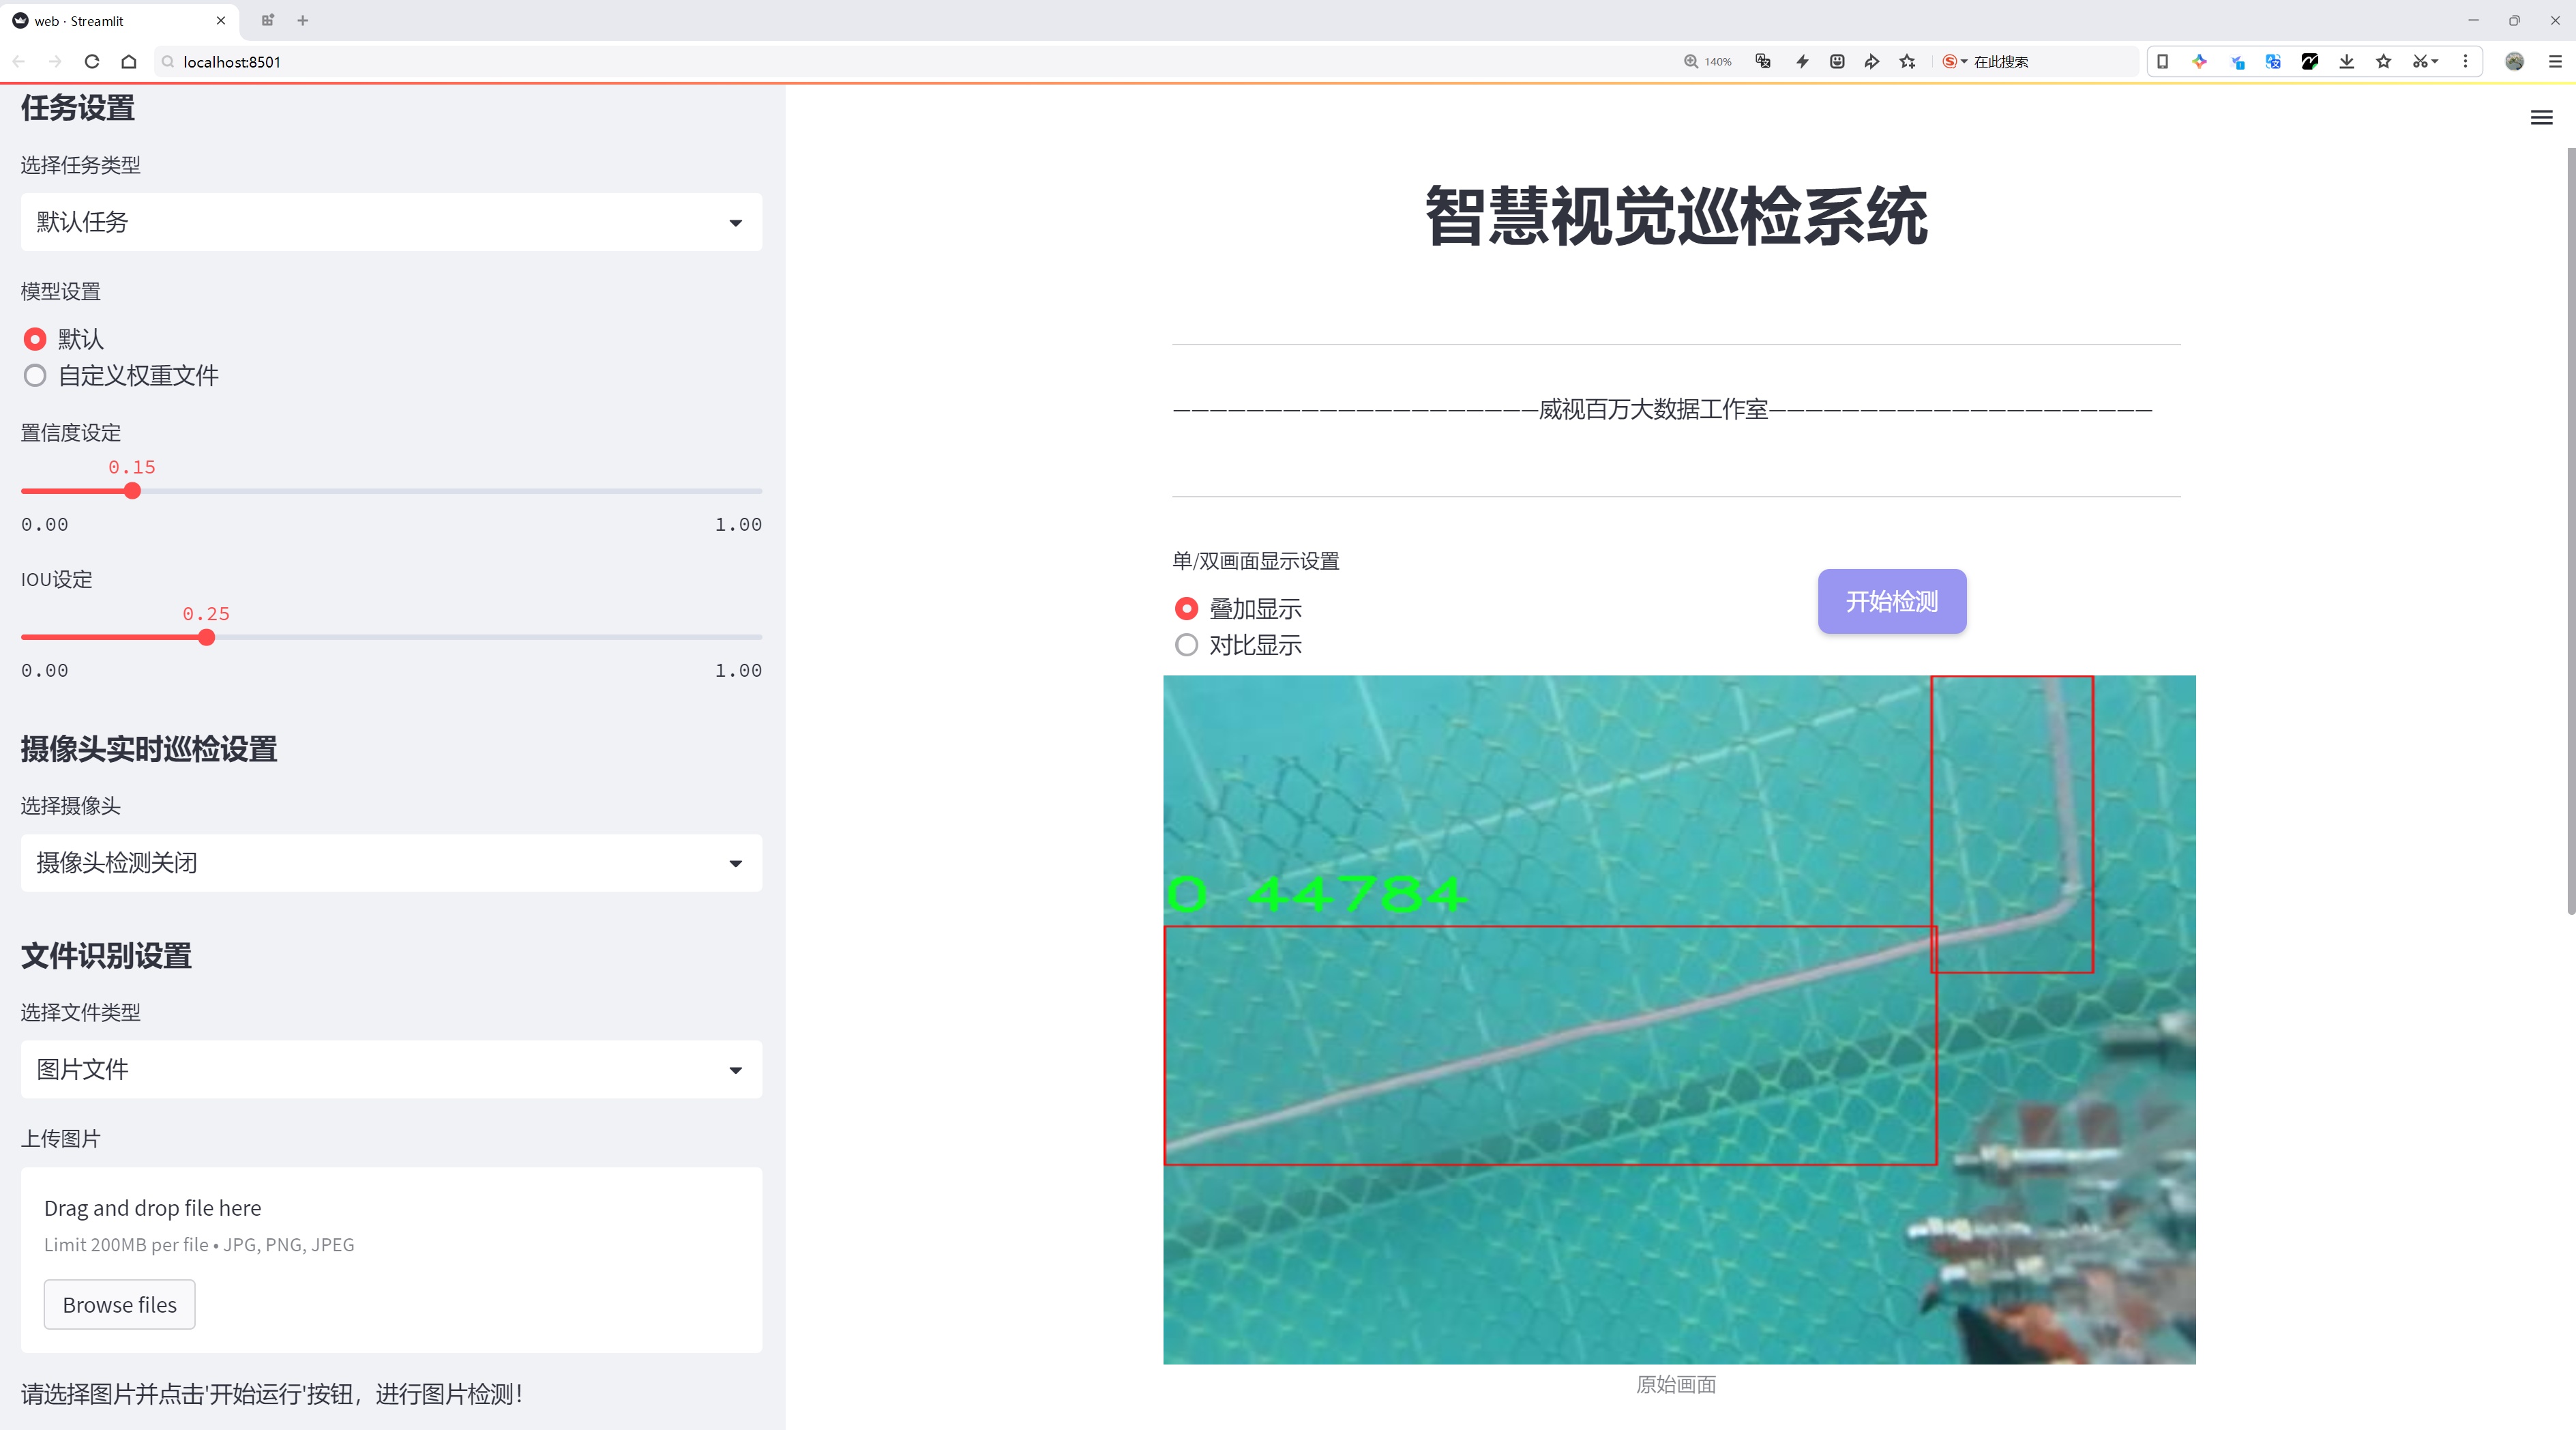 web · Streamlit
localhost:8501
140%
在此搜索
任务设置
选择任务类型
默认任务
模型设置
默认
自定义权重文件
置信度设定
0.15
0.00 1.00
IOU设定
0.25
0.00 1.00
摄像头实时巡检设置
选择摄像头
摄像头检测关闭
文件识别设置
选择文件类型
图片文件
上传图片
Drag and drop file here
Limit 200MB per file • JPG, PNG, JPEG
Browse files
请选择图片并点击'开始运行'按钮，进行图片检测！
智慧视觉巡检系统
————————————————————威视百万大数据工作室—————————————————————
单/双画面显示设置
叠加显示
对比显示
开始检测
0 44784
原始画面